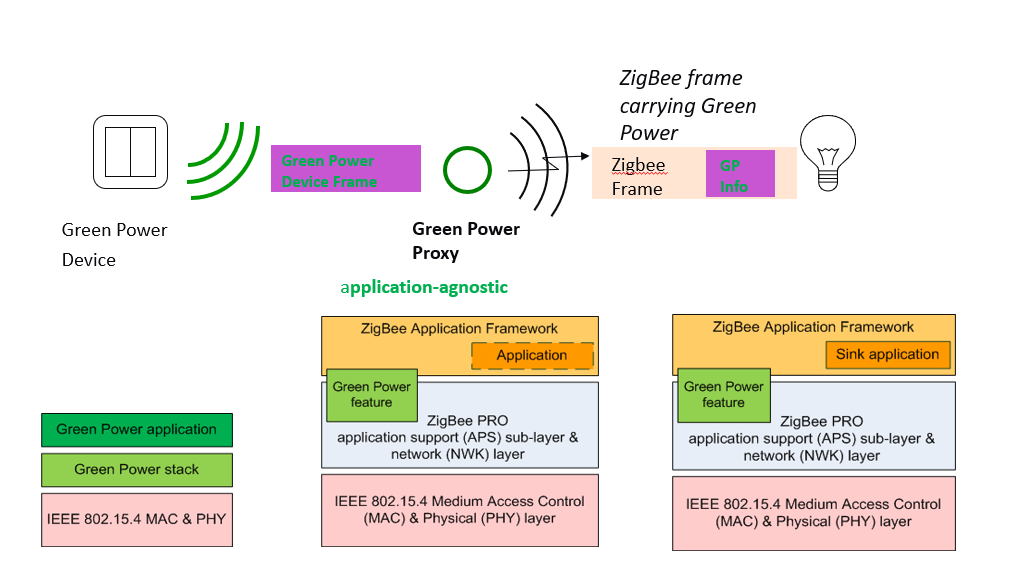 ZigBee frame
carrying Green
Power
Green Power
Device Frame
Zigbee
Frame
GP
Info
Green Power
Device
Green Power
Proxy
application-agnostic
ZigBee Application Framework
Application
Green Power
feature
ZigBee PRO
application support (APS) sub-layer &
network (NWK) layer
IEEE 802.15.4 Medium Access Control
(MAC) & Physical (PHY) layer
ZigBee Application Framework
Sink application
Green Power
feature
ZigBee PRO
application support (APS) sub-layer &
network (NWK) layer
IEEE 802.15.4 Medium Access Control
(MAC) & Physical (PHY) layer
Green Power application
Green Power stack
IEEE 802.15.4 MAC & PHY